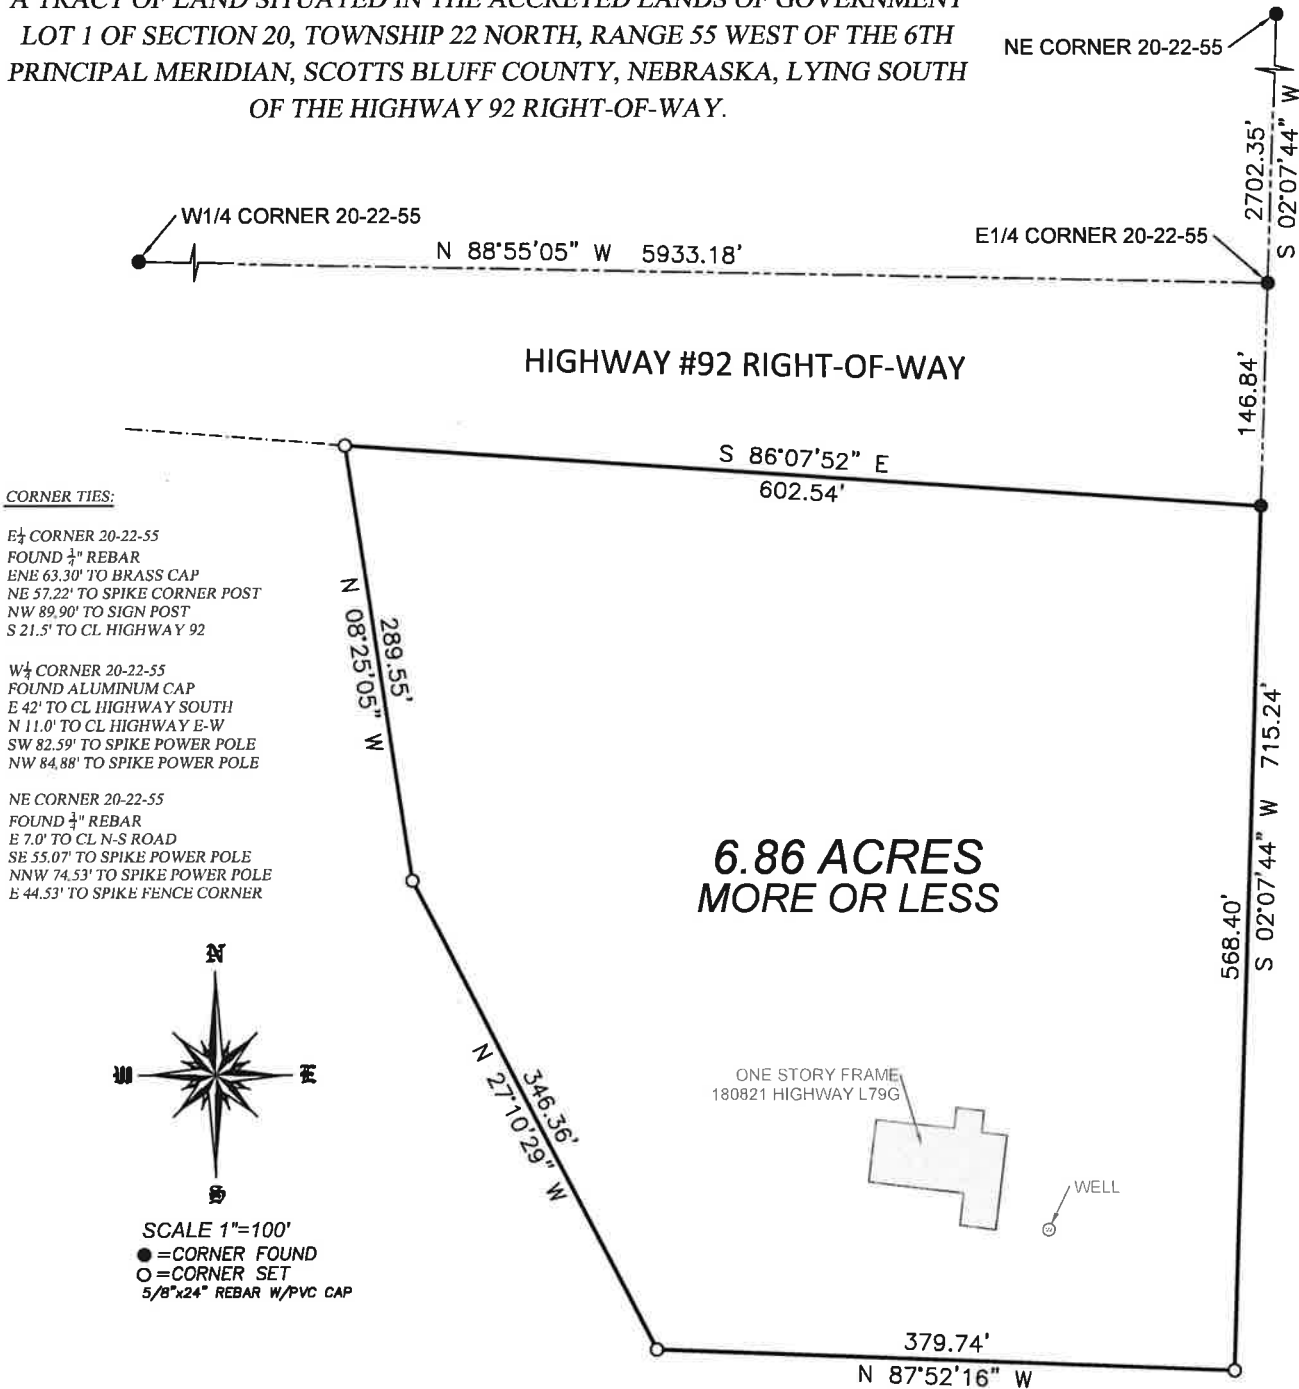 A TRACT OF LAND SITUATED IN THE ACCRETED LANDS OF GOVERNMENT
LOT 1 OF SECTION 20, TOWNSHIP 22 NORTH, RANGE 55 WEST OF THE 6TH
PRINCIPAL MERIDIAN, SCOTTS BLUFF COUNTY, NEBRASKA, LYING SOUTH
OF THE HIGHWAY 92 RIGHT-OF-WAY.
NE CORNER 20-22-55
2702.35'
S 02°07'44" W
W1/4 CORNER 20-22-55
N 88°55'05" W 5933.18'
E1/4 CORNER 20-22-55
HIGHWAY #92 RIGHT-OF-WAY
146.84'
S 86°07'52" E
602.54'
CORNER TIES:
E¼ CORNER 20-22-55
FOUND ¾" REBAR
ENE 63.30' TO BRASS CAP
NE 57.22' TO SPIKE CORNER POST
NW 89.90' TO SIGN POST
S 21.5' TO CL HIGHWAY 92
W¼ CORNER 20-22-55
FOUND ALUMINUM CAP
E 42' TO CL HIGHWAY SOUTH
N 11.0' TO CL HIGHWAY E-W
SW 82.59' TO SPIKE POWER POLE
NW 84.88' TO SPIKE POWER POLE
NE CORNER 20-22-55
FOUND ¾" REBAR
E 7.0' TO CL N-S ROAD
SE 55.07' TO SPIKE POWER POLE
NNW 74.53' TO SPIKE POWER POLE
E 44.53' TO SPIKE FENCE CORNER
289.55'
N 08°25'05" W
6.86 ACRES
MORE OR LESS
568.40'
S 02°07'44" W 715.24'
N
W
E
S
346.36'
N 27°10'29" W
ONE STORY FRAME
180821 HIGHWAY L79G
WELL
W
SCALE 1"=100'
●=CORNER FOUND
○=CORNER SET
5/8"x24" REBAR W/PVC CAP
379.74'
N 87°52'16" W